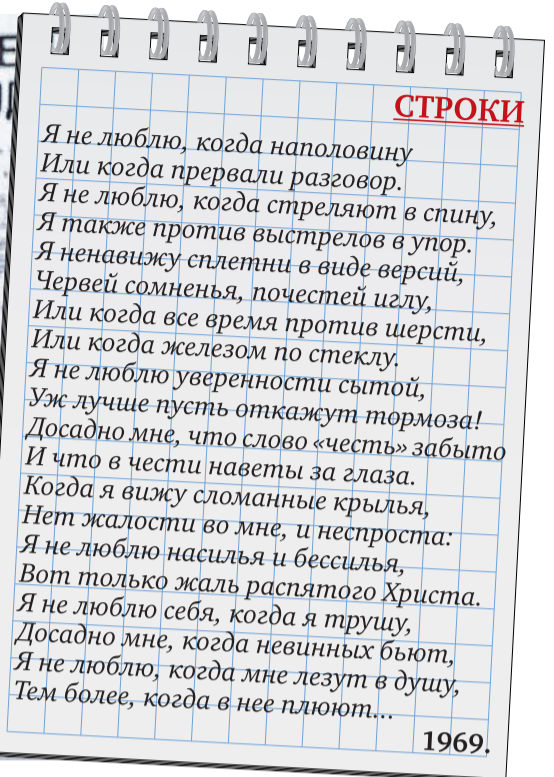 СТРОКИ
Я не люблю, когда наполовину
Или когда прервали разговор.
Я не люблю, когда стреляют в спину,
Я также против выстрелов в упор.
Я ненавижу сплетни в виде версий,
Червей сомненья, почестей иглу,
Или когда все время против шерсти,
Или когда железом по стеклу.
Я не люблю уверенности сытой,
Уж лучше пусть откажут тормоза!
Досадно мне, что слово «честь» забыто
И что в чести наветы за глаза.
Когда я вижу сломанные крылья,
Нет жалости во мне, и неспроста:
Я не люблю насилья и бессилья,
Вот только жаль распятого Христа.
Я не люблю себя, когда я трушу,
Досадно мне, когда невинных бьют,
Я не люблю, когда мне лезут в душу,
Тем более, когда в нее плюют...
1969.